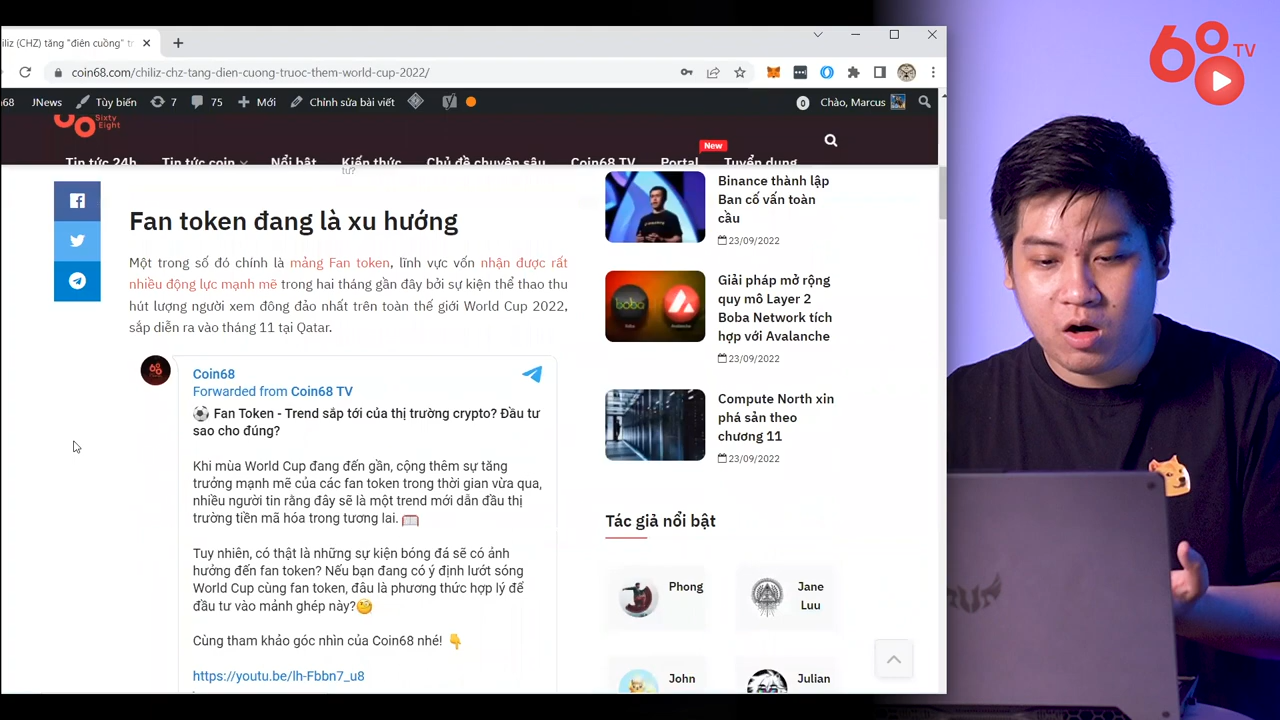 iliz (CHZ) tăng "điên cuồng" tr
coin68.com/chiliz-chz-tang-dien-cuong-truoc-them-world-cup-2022/
68
JNews
Tùy biến
7
75
Mới
Chỉnh sửa bài viết
0
Chào, Marcus
Sixty
Eight
Tin tức 24h
Tin tức coin
Nổi bật
Kiến thức
Chủ đề chuyên sâu
Coin68 TV
Portal
New
Tuyển dụng
tư?
Fan token đang là xu hướng
Một trong số đó chính là mảng Fan token, lĩnh vực vốn nhận được rất
nhiều động lực mạnh mẽ trong hai tháng gần đây bởi sự kiện thể thao thu
hút lượng người xem đông đảo nhất trên toàn thế giới World Cup 2022,
sắp diễn ra vào tháng 11 tại Qatar.
Coin68
Forwarded from Coin68 TV
⚽ Fan Token - Trend sắp tới của thị trường crypto? Đầu tư
sao cho đúng?
Khi mùa World Cup đang đến gần, cộng thêm sự tăng
trưởng mạnh mẽ của các fan token trong thời gian vừa qua,
nhiều người tin rằng đây sẽ là một trend mới dẫn đầu thị
trường tiền mã hóa trong tương lai. 📖
Tuy nhiên, có thật là những sự kiện bóng đá sẽ có ảnh
hưởng đến fan token? Nếu bạn đang có ý định lướt sóng
World Cup cùng fan token, đâu là phương thức hợp lý để
đầu tư vào mảnh ghép này?🤔
Cùng tham khảo góc nhìn của Coin68 nhé! 👇
https://youtu.be/lh-Fbbn7_u8
Binance thành lập
Ban cố vấn toàn
cầu
23/09/2022
boba
Giải pháp mở rộng
quy mô Layer 2
Boba Network tích
hợp với Avalanche
23/09/2022
Compute North xin
phá sản theo
chương 11
23/09/2022
Tác giả nổi bật
Phong
Jane
Luu
John
Julian
68
TV